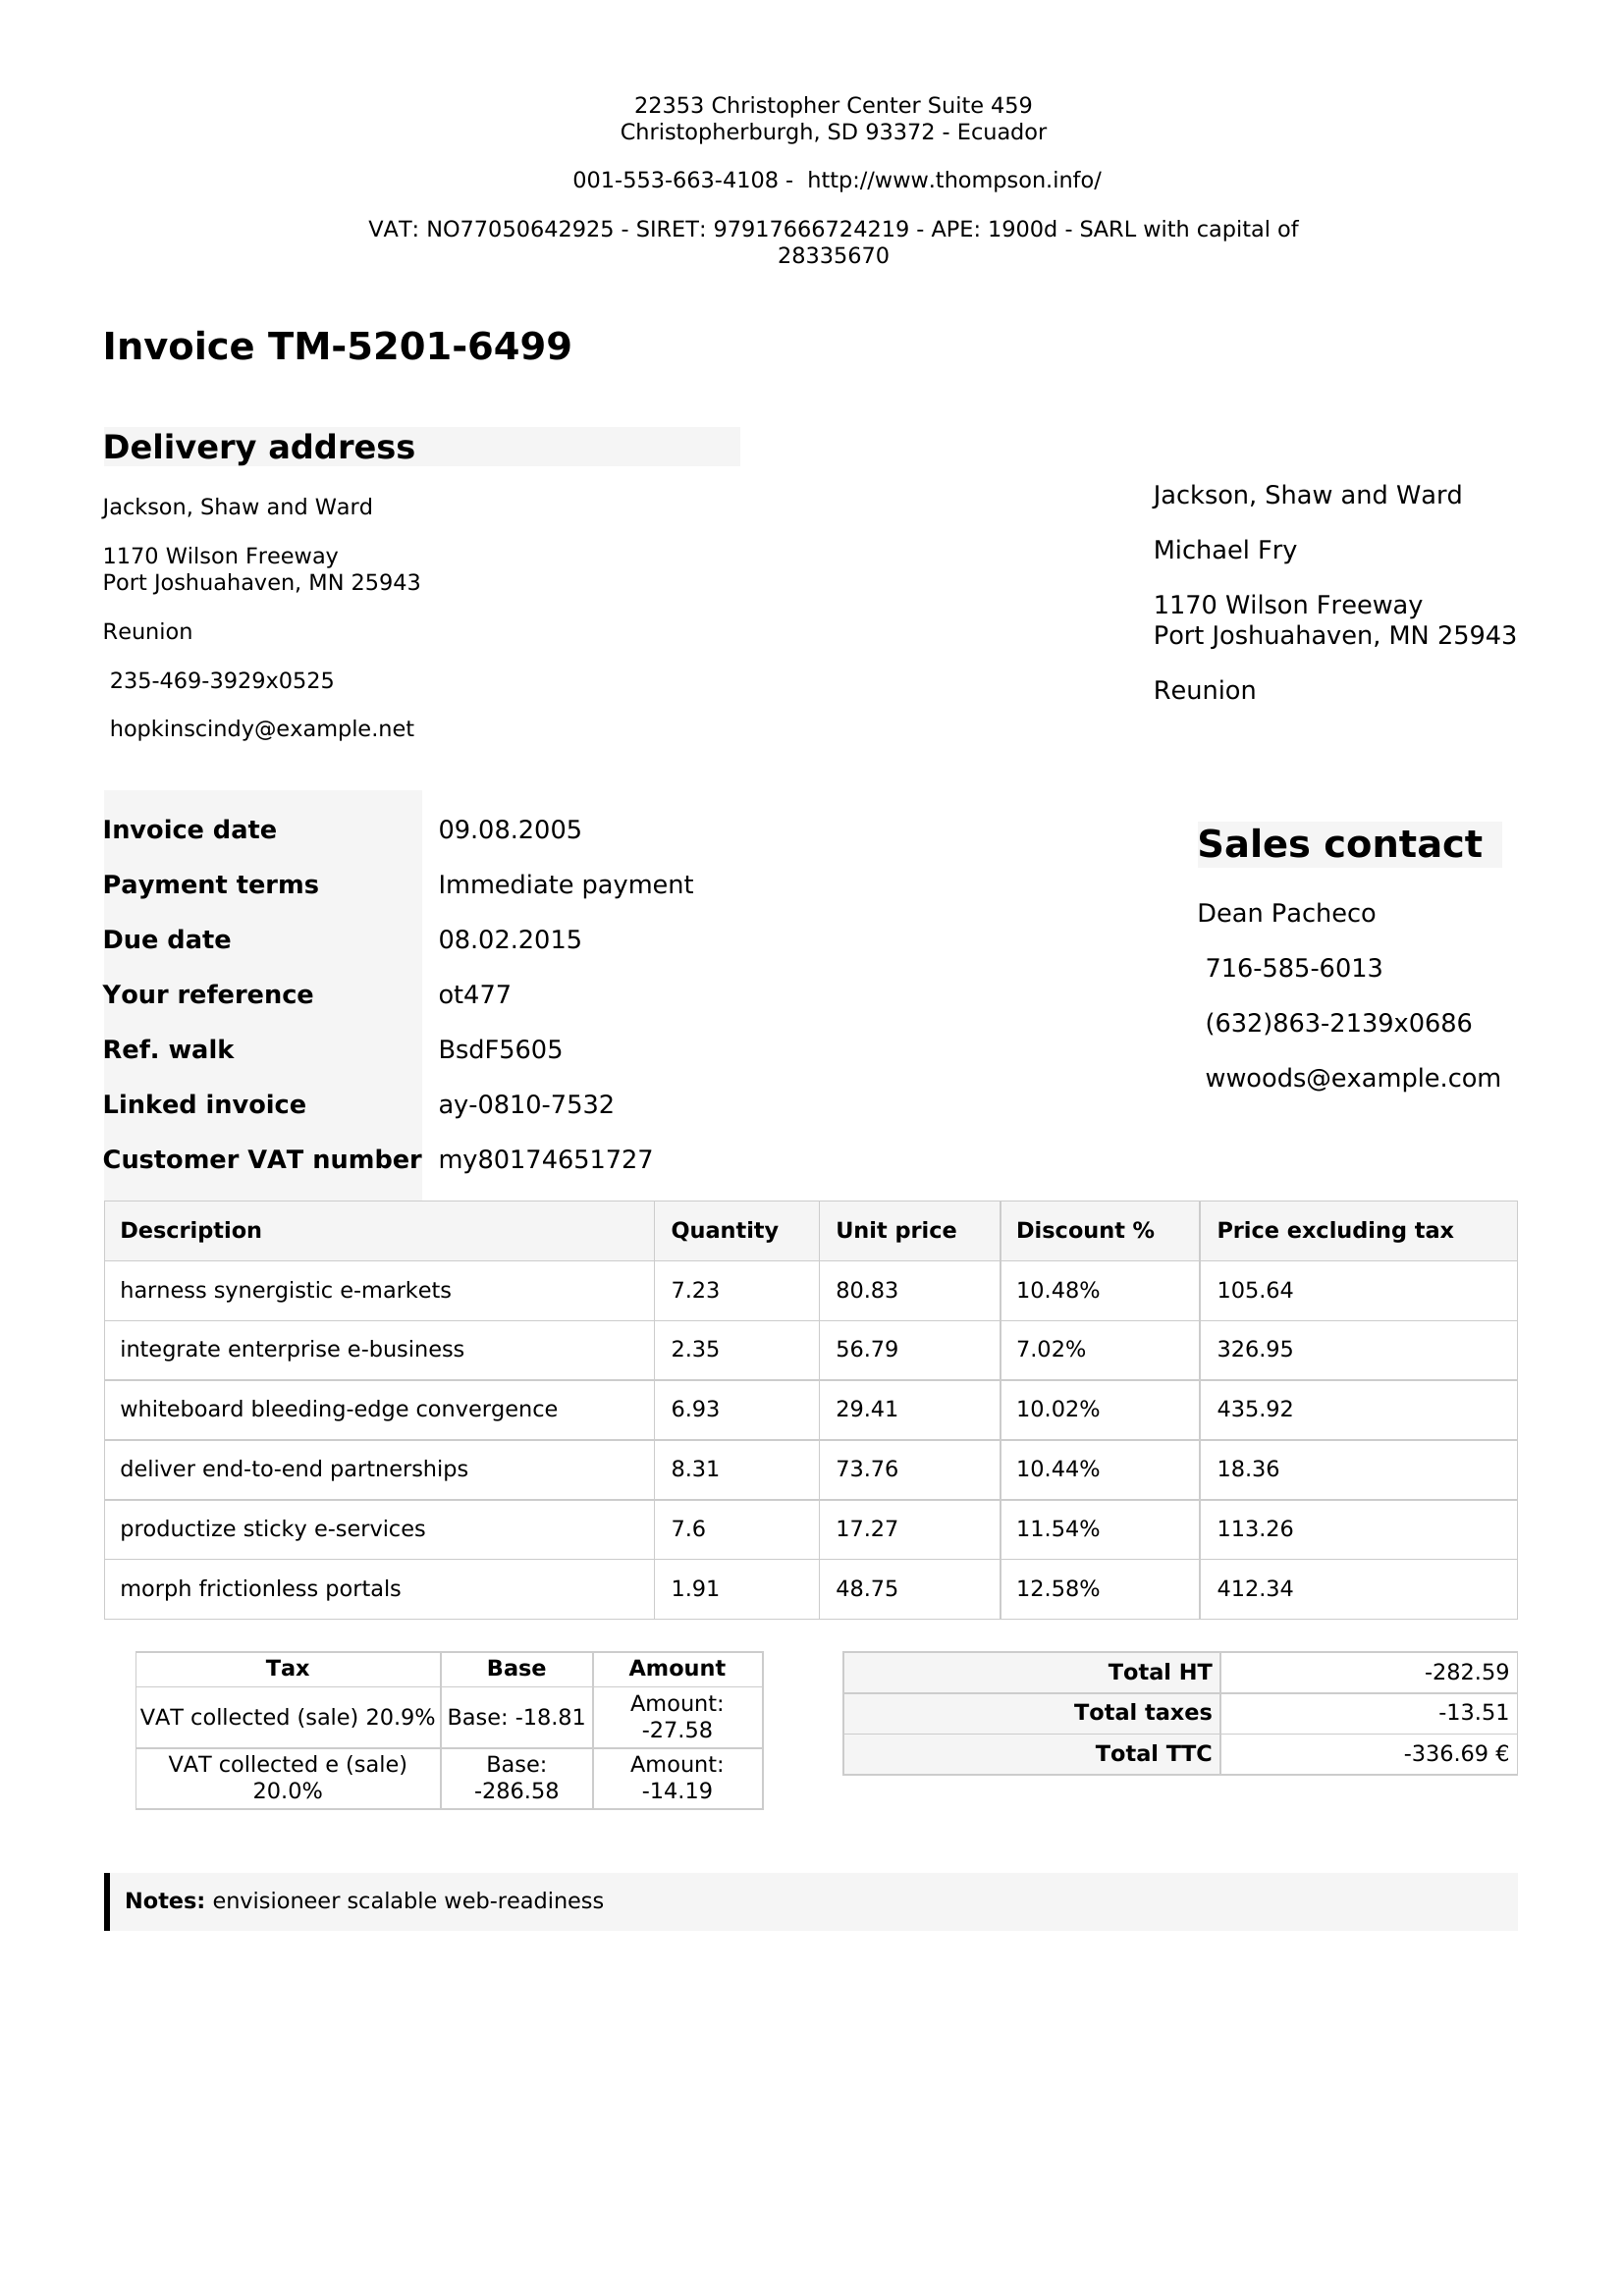 22353 Christopher Center Suite 459
Christopherburgh, SD 93372 - Ecuador
001-553-663-4108 - http://www.thompson.info/
VAT: NO77050642925 - SIRET: 97917666724219 - APE: 1900d - SARL with capital of
28335670
Invoice TM-5201-6499
Delivery address
Jackson, Shaw and Ward
1170 Wilson Freeway
Port Joshuahaven, MN 25943
Reunion
235-469-3929x0525
hopkinscindy@example.net
Jackson, Shaw and Ward
Michael Fry
1170 Wilson Freeway
Port Joshuahaven, MN 25943
Reunion
Invoice date 09.08.2005
Payment terms Immediate payment
Due date 08.02.2015
Your reference ot477
Ref. walk BsdF5605
Linked invoice ay-0810-7532
Customer VAT number my80174651727
Sales contact
Dean Pacheco
716-585-6013
(632)863-2139x0686
wwoods@example.com
Description Quantity Unit price Discount % Price excluding tax
harness synergistic e-markets 7.23 80.83 10.48% 105.64
integrate enterprise e-business 2.35 56.79 7.02% 326.95
whiteboard bleeding-edge convergence 6.93 29.41 10.02% 435.92
deliver end-to-end partnerships 8.31 73.76 10.44% 18.36
productize sticky e-services 7.6 17.27 11.54% 113.26
morph frictionless portals 1.91 48.75 12.58% 412.34
Tax Base Amount
VAT collected (sale) 20.9% Base: -18.81 Amount:
-27.58
VAT collected e (sale) Base: Amount:
20.0% -286.58 -14.19
Total HT -282.59
Total taxes -13.51
Total TTC -336.69 €
Notes: envisioneer scalable web-readiness